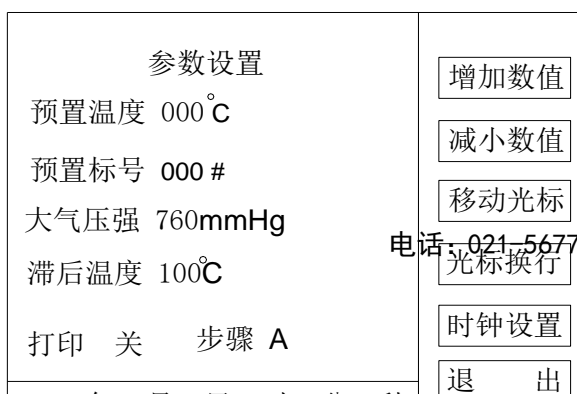 参数设置
预置温度 000℃
预置标号 000 #
大气压强 760mmHg
滞后温度 100℃
打印 关 步骤 A
增加数值
减小数值
移动光标
电话：021-5677
光标换行
时钟设置
退 出